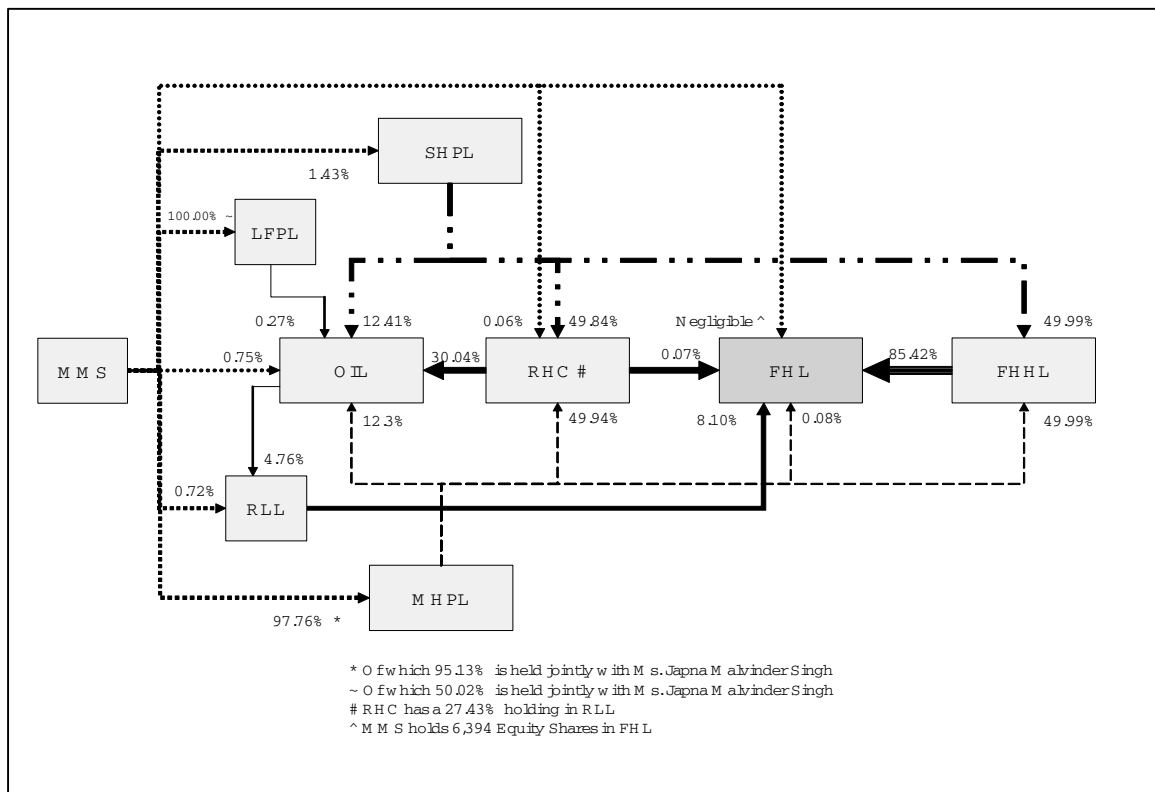 SHPL
1.43%
100.00% ~
LFPL
0.27%
12.41%
0.06%
49.84%
Negligible ^
49.99%
MMS
0.75%
OIL
30.04%
RHC #
0.07%
FHL
85.42%
FHHL
12.3%
49.94%
8.10%
0.08%
49.99%
4.76%
0.72%
RLL
MHPL
97.76% *
* Of which 95.13% is held jointly with Ms. Japna Malvinder Singh
~ Of which 50.02% is held jointly with Ms. Japna Malvinder Singh
# RHC has a 27.43% holding in RLL
^ MMS holds 6,394 Equity Shares in FHL